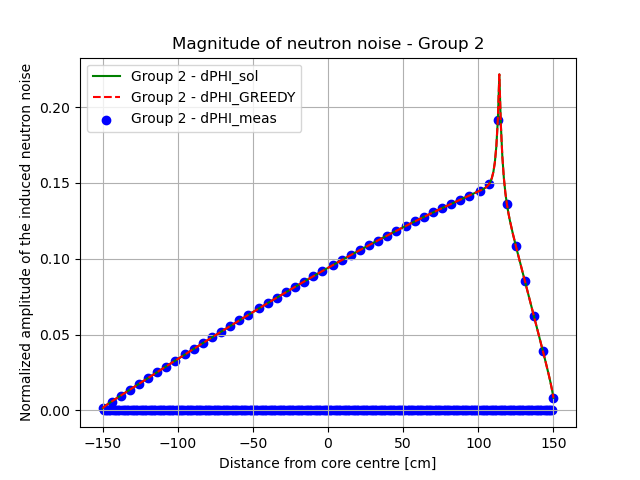 Magnitude of neutron noise - Group 2
Normalized amplitude of the induced neutron noise
0.20
0.15
0.10
0.05
0.00
Group 2 - dPHI_sol
Group 2 - dPHI_GREEDY
Group 2 - dPHI_meas
−150 −100 −50 0 50 100 150
Distance from core centre [cm]